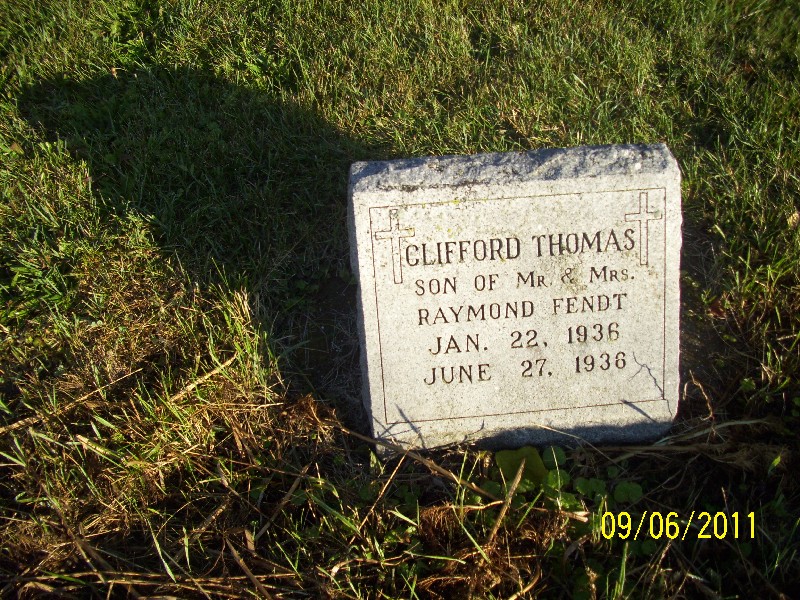 CLIFFORD THOMAS
SON OF MR. & MRS.
RAYMOND FENDT
JAN. 22, 1936
JUNE 27, 1936
09/06/2011